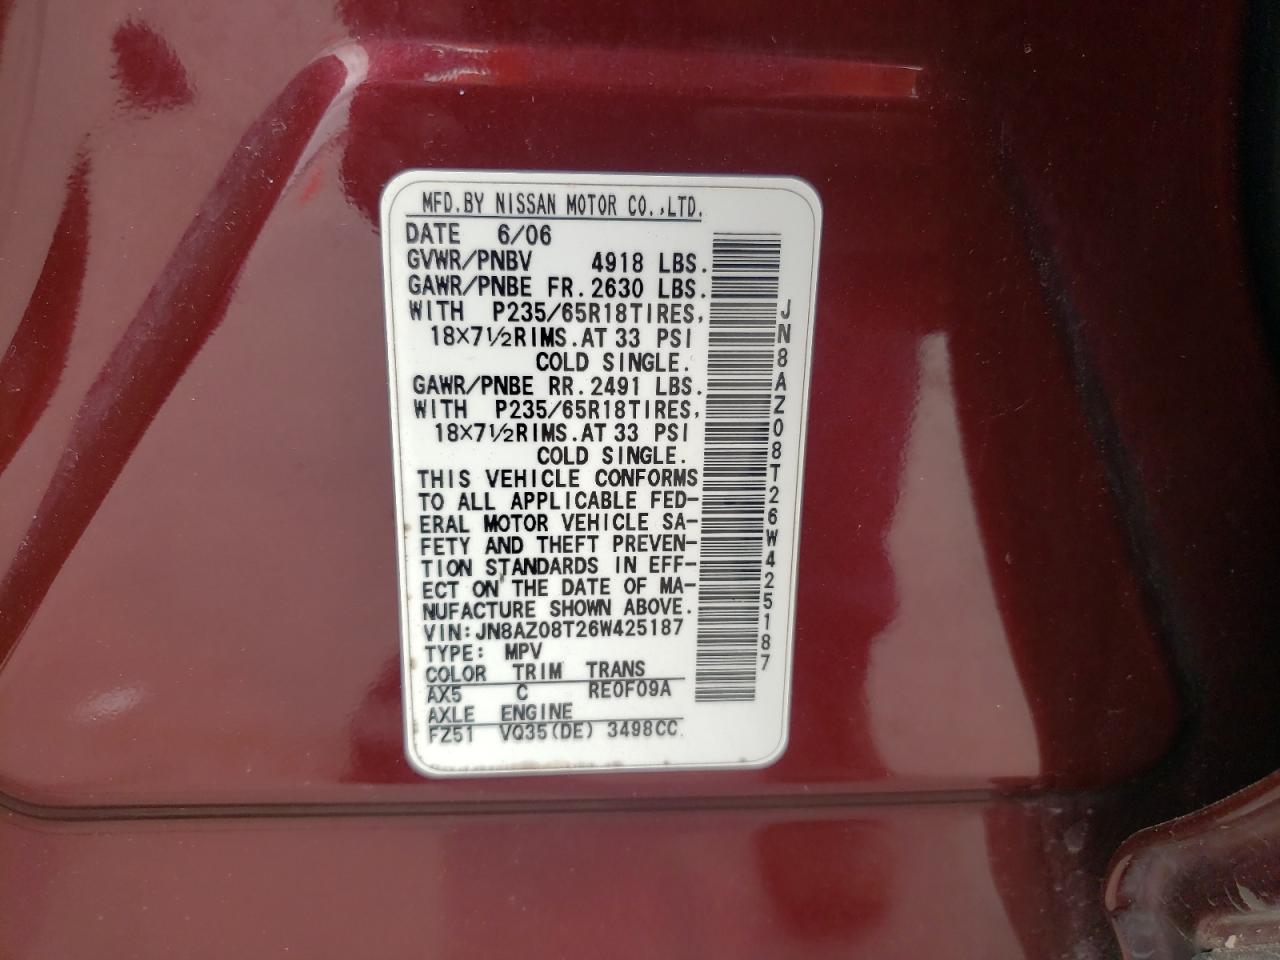 MFD.BY NISSAN MOTOR CO.,LTD.
DATE 6/06
GVWR/PNBV 4918 LBS.
GAWR/PNBE FR.2630 LBS.
WITH P235/65R18TIRES,
18×7½RIMS.AT 33 PSI
COLD SINGLE.
GAWR/PNBE RR.2491 LBS.
WITH P235/65R18TIRES,
18×7½RIMS.AT 33 PSI
COLD SINGLE.
THIS VEHICLE CONFORMS
TO ALL APPLICABLE FED-
ERAL MOTOR VEHICLE SA-
FETY AND THEFT PREVEN-
TION STANDARDS IN EFF-
ECT ON THE DATE OF MA-
NUFACTURE SHOWN ABOVE.
VIN:JN8AZ08T26W425187
TYPE: MPV
COLOR TRIM TRANS
AX5 C RE0F09A
AXLE ENGINE
FZ51 VQ35(DE) 3498CC
JN8AZ08T26W425187